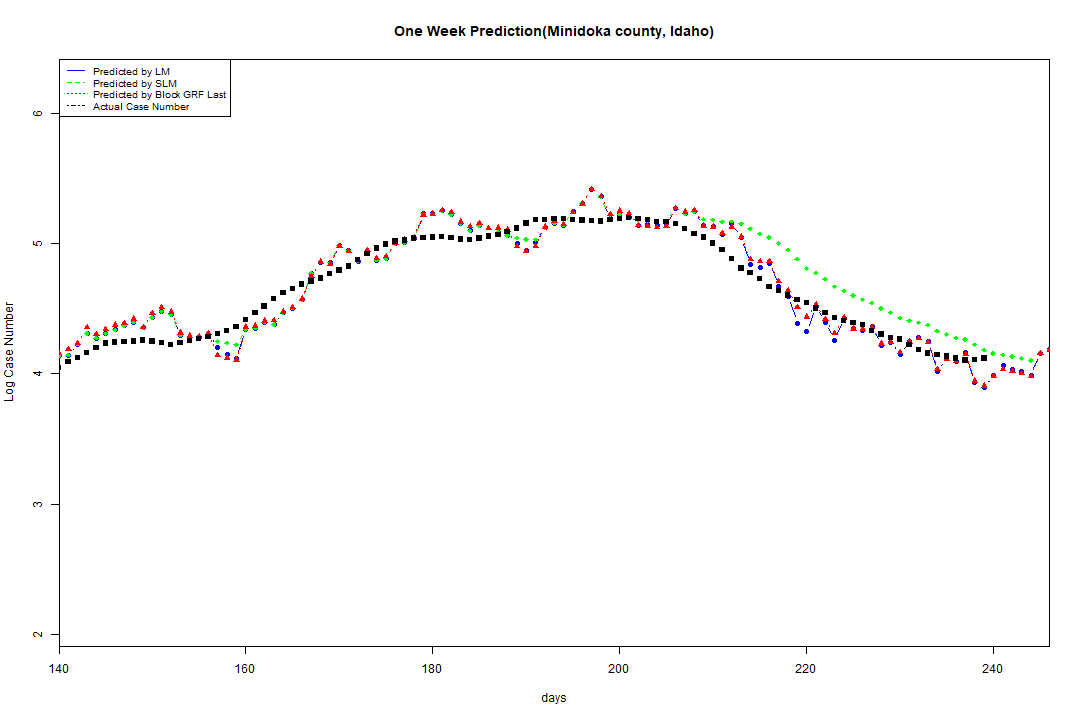 One Week Prediction(Minidoka county, Idaho)
Predicted by LM
Predicted by SLM
Predicted by Block GRF Last
Actual Case Number
6
5
4
3
2
Log Case Number
140 160 180 200 220 240
days